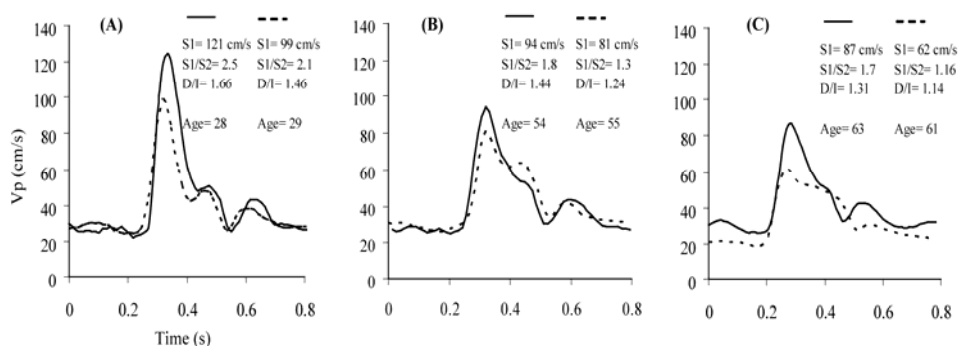 (A)
S1= 121 cm/s S1= 99 cm/s
S1/S2= 2.5 S1/S2= 2.1
D/I= 1.66 D/I= 1.46
Age= 28 Age= 29
140
120
100
80
60
40
20
0
Vp (cm/s)
0 0.2 0.4 0.6 0.8
Time (s)
(B)
S1= 94 cm/s S1= 81 cm/s
S1/S2= 1.8 S1/S2= 1.3
D/I= 1.44 D/I= 1.24
Age= 54 Age= 55
140
120
100
80
60
40
20
0
0 0.2 0.4 0.6 0.8
(C)
S1= 87 cm/s S1= 62 cm/s
S1/S2= 1.7 S1/S2= 1.16
D/I= 1.31 D/I= 1.14
Age= 63 Age= 61
140
120
100
80
60
40
20
0
0 0.2 0.4 0.6 0.8